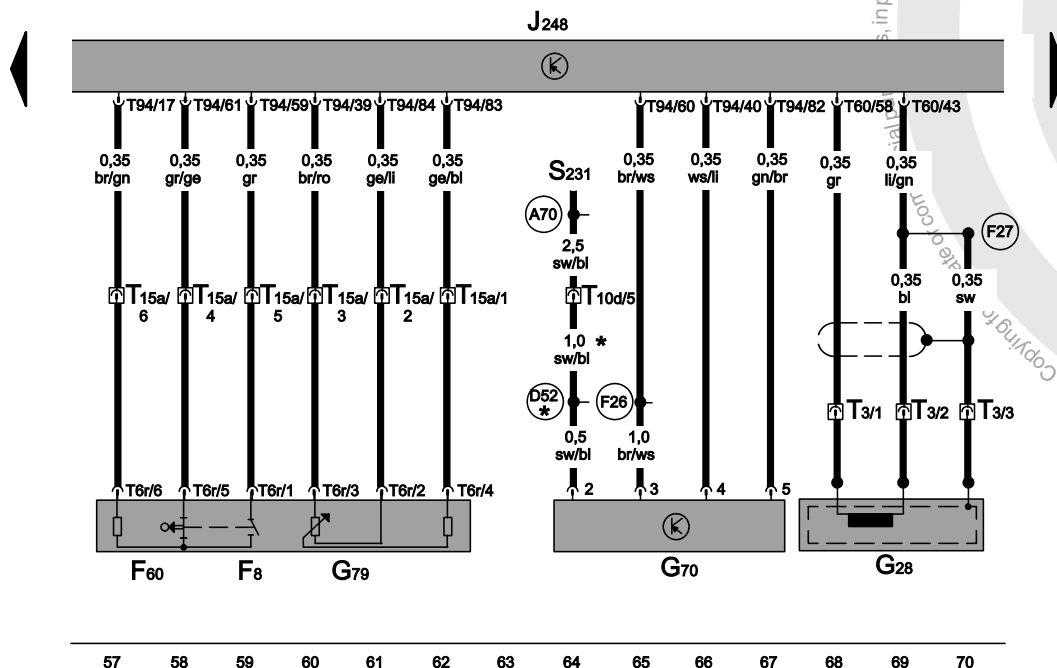 J248
T94/17 T94/61 T94/59 T94/39 T94/84 T94/83 T94/60 T94/40 T94/82 T60/58 T60/43
0,35 br/gn
0,35 gr/ge
0,35 gr
0,35 br/ro
0,35 ge/li
0,35 ge/bl
S231
0,35 br/ws
0,35 ws/li
0,35 gn/br
0,35 gr
0,35 li/gn
A70
F27
2,5 sw/bl
0,35 bl
0,35 sw
T15a/6
T15a/4
T15a/5
T15a/3
T15a/2
T15a/1
T10d/5
1,0 * sw/bl
D52 *
F26
T3/1 T3/2 T3/3
0,5 sw/bl
1,0 br/ws
T6r/6 T6r/5 T6r/1 T6r/3 T6r/2 T6r/4 2 3 4 5
F60 F8 G79 G70 G28
57 58 59 60 61 62 63 64 65 66 67 68 69 70
Copying fo